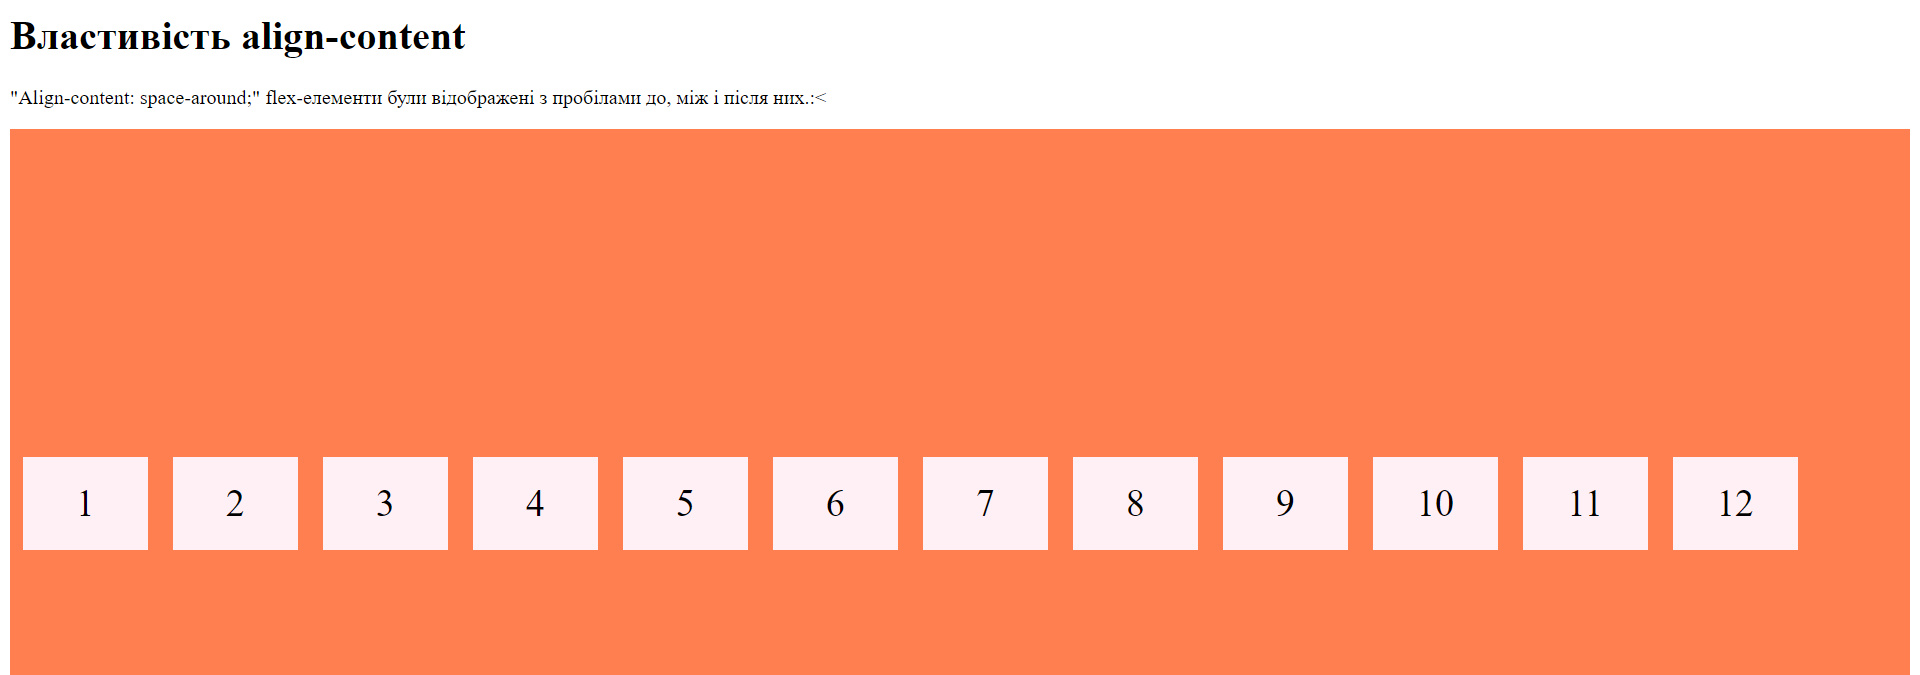 Властивість align-content
"Align-content: space-around;" flex-елементи були відображені з пробілами до, між і після них.:<
1 2 3 4 5 6 7 8 9 10 11 12